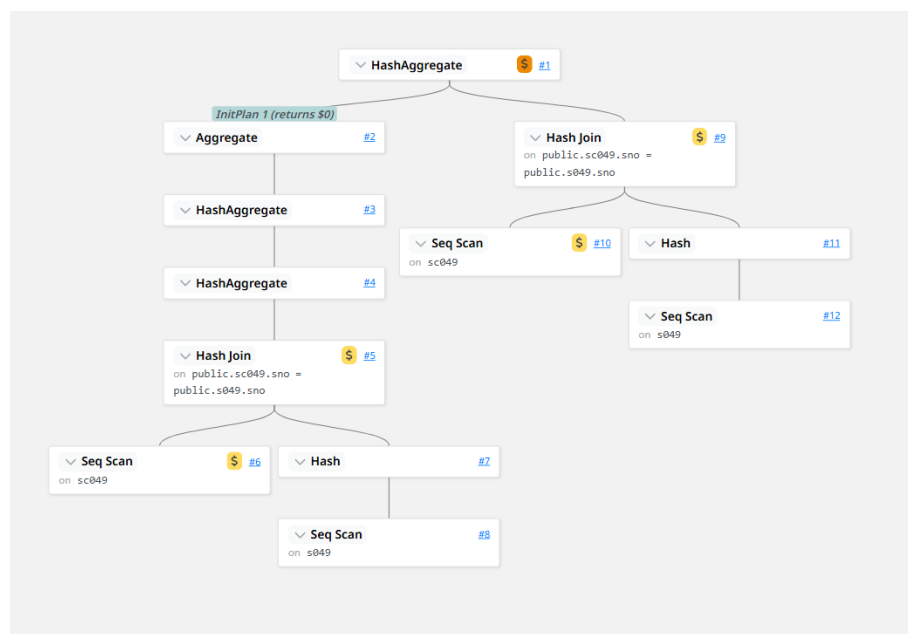 HashAggregate $ #1
InitPlan 1 (returns $0)
Aggregate #2
Hash Join $ #9
on public.sc049.sno =
public.s049.sno
HashAggregate #3
Seq Scan $ #10
on sc049
Hash #11
HashAggregate #4
Seq Scan #12
on s049
Hash Join $ #5
on public.sc049.sno =
public.s049.sno
Seq Scan $ #6
on sc049
Hash #7
Seq Scan #8
on s049